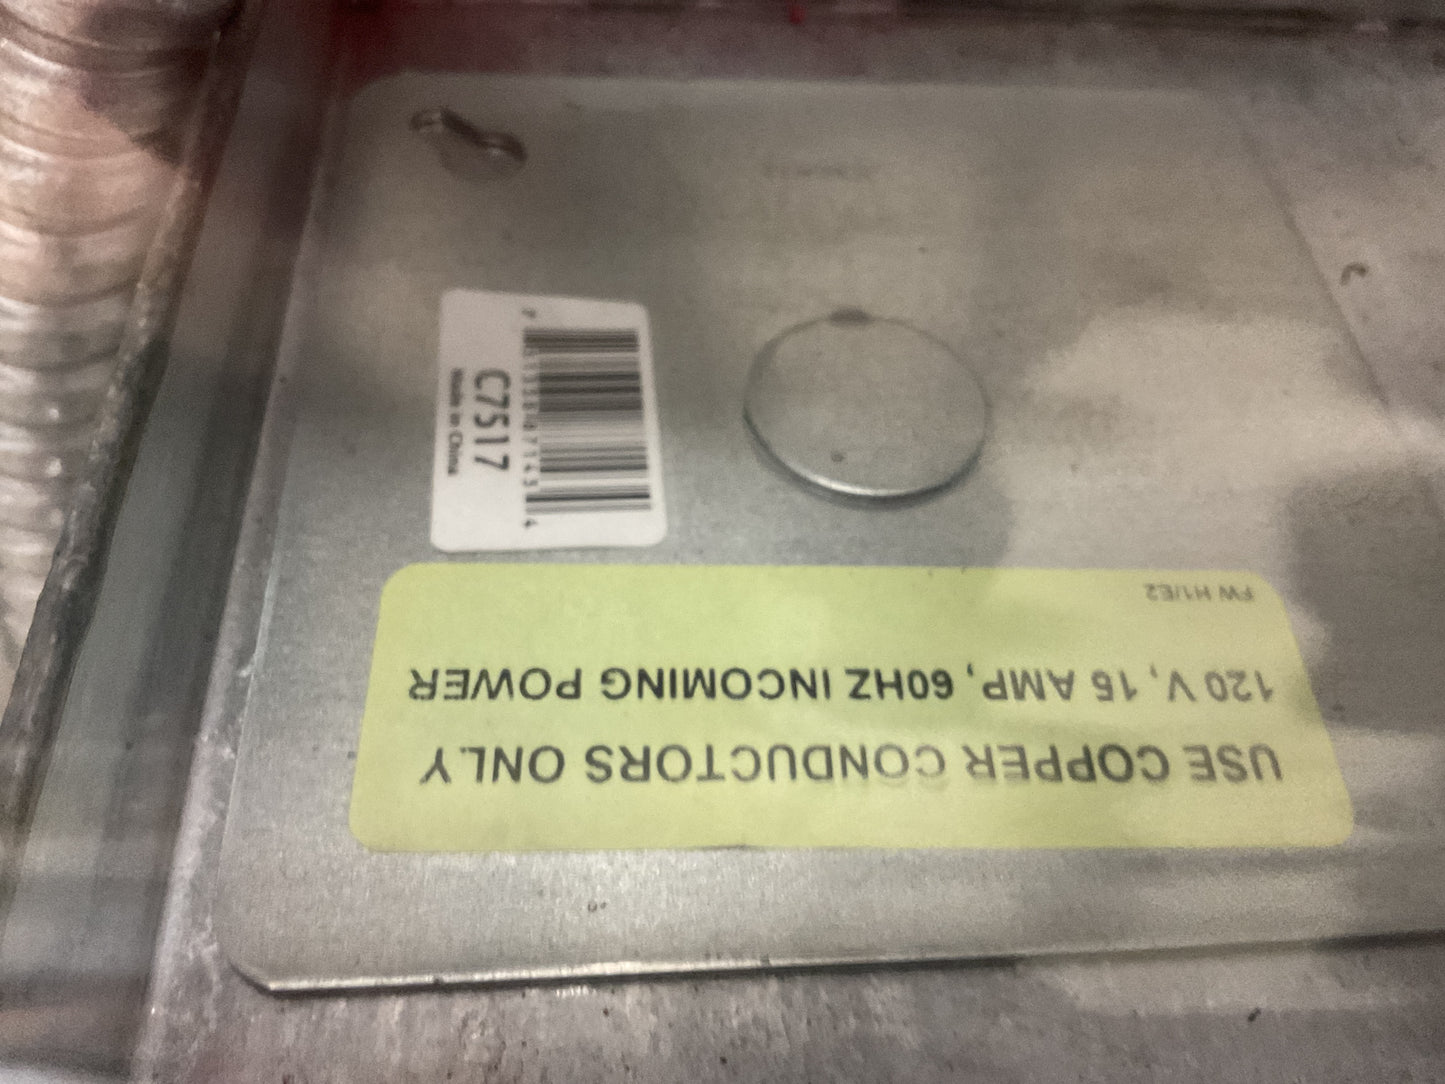 USE COPPER CONDUCTORS ONLY
120 V, 15 AMP, 60HZ INCOMING POWER
FW H1/E2
C7517
Made in China